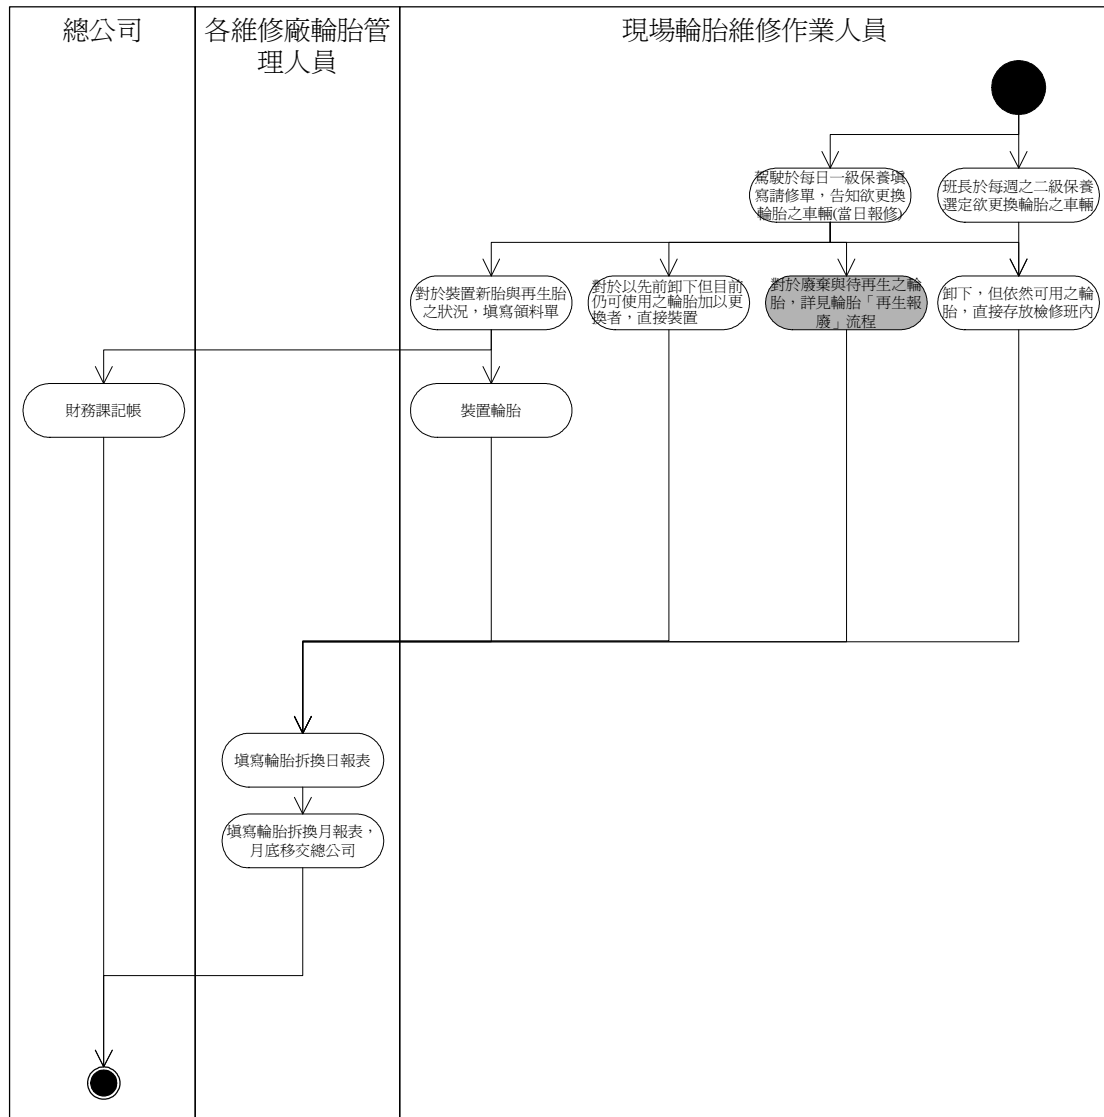 總公司
各維修廠輪胎管
理人員
現場輪胎維修作業人員
駕駛於每日一級保養填
寫請修單，告知欲更換
輪胎之車輛(當日報修)
班長於每週之二級保養
選定欲更換輪胎之車輛
對於裝置新胎與再生胎
之狀況，填寫領料單
對於以先前卸下但目前
仍可使用之輪胎加以更
換者，直接裝置
對於廢棄與待再生之輪
胎，詳見輪胎「再生報
廢」流程
卸下，但依然可用之輪
胎，直接存放檢修班內
財務課記帳
裝置輪胎
填寫輪胎拆換日報表
填寫輪胎拆換月報表，
月底移交總公司